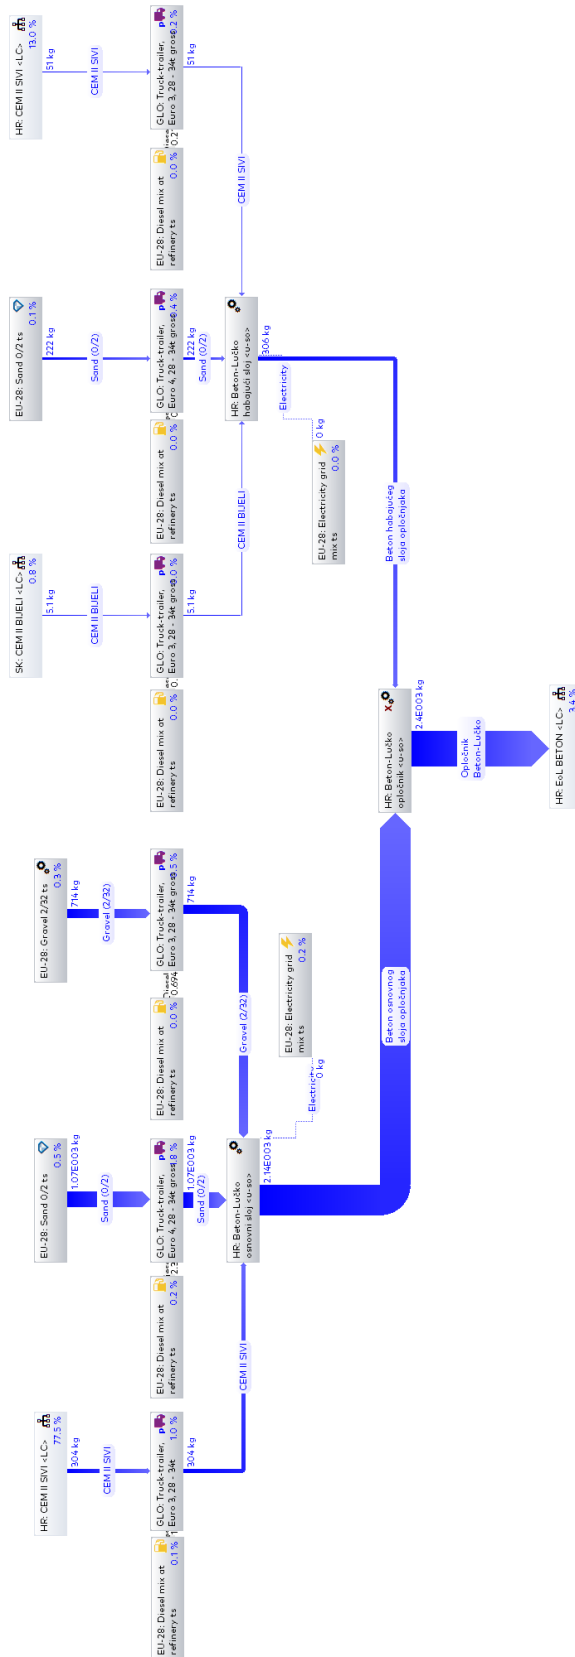 HR: CEM II SIVI <LC>
77.5 %
304 kg
CEM II SIVI
EU-28: Diesel mix at
refinery ts
0.1 %
GLO: Truck-trailer,
Euro 3, 28 - 34t
1.0 %
304 kg
CEM II SIVI
EU-28: Sand 0/2 ts
0.5 %
1.07E003 kg
Sand (0/2)
EU-28: Diesel mix at
refinery ts
0.2 %
GLO: Truck-trailer,
Euro 4, 28 - 34t gross
1.07E003 kg
Sand (0/2)
EU-28: Gravel 2/32 ts
0.3 %
714 kg
Gravel (2/32)
EU-28: Diesel mix at
refinery ts
0.0 %
Diesel
0.694
GLO: Truck-trailer,
Euro 3, 28 - 34t gross
714 kg
Gravel (2/32)
HR: Beton-Lučko
osnovni sloj <u-so>
2.14E003 kg
EU-28: Electricity grid
mix ts
0.2 %
Electricity
0 kg
Beton osnovnog
sloja opločnjaka
SK: CEM II BIJELI <LC>
0.8 %
5.1 kg
CEM II BIJELI
EU-28: Diesel mix at
refinery ts
0.0 %
GLO: Truck-trailer,
Euro 3, 28 - 34t gross
5.1 kg
CEM II BIJELI
EU-28: Sand 0/2 ts
0.1 %
222 kg
Sand (0/2)
EU-28: Diesel mix at
refinery ts
0.0 %
GLO: Truck-trailer,
Euro 4, 28 - 34t gross
222 kg
Sand (0/2)
HR: CEM II SIVI <LC>
13.0 %
51 kg
CEM II SIVI
EU-28: Diesel mix at
refinery ts
0.0 %
GLO: Truck-trailer,
Euro 3, 28 - 34t gross
51 kg
CEM II SIVI
HR: Beton-Lučko
habajući sloj <u-so>
306 kg
Electricity
0 kg
EU-28: Electricity grid
mix ts
0.0 %
Beton habajućeg
sloja opločnjaka
HR: Beton-Lučko
opločnik <u-so>
2.4E003 kg
Opločnik
Beton-Lučko
HR: EoL BETON <LC>
3.4 %